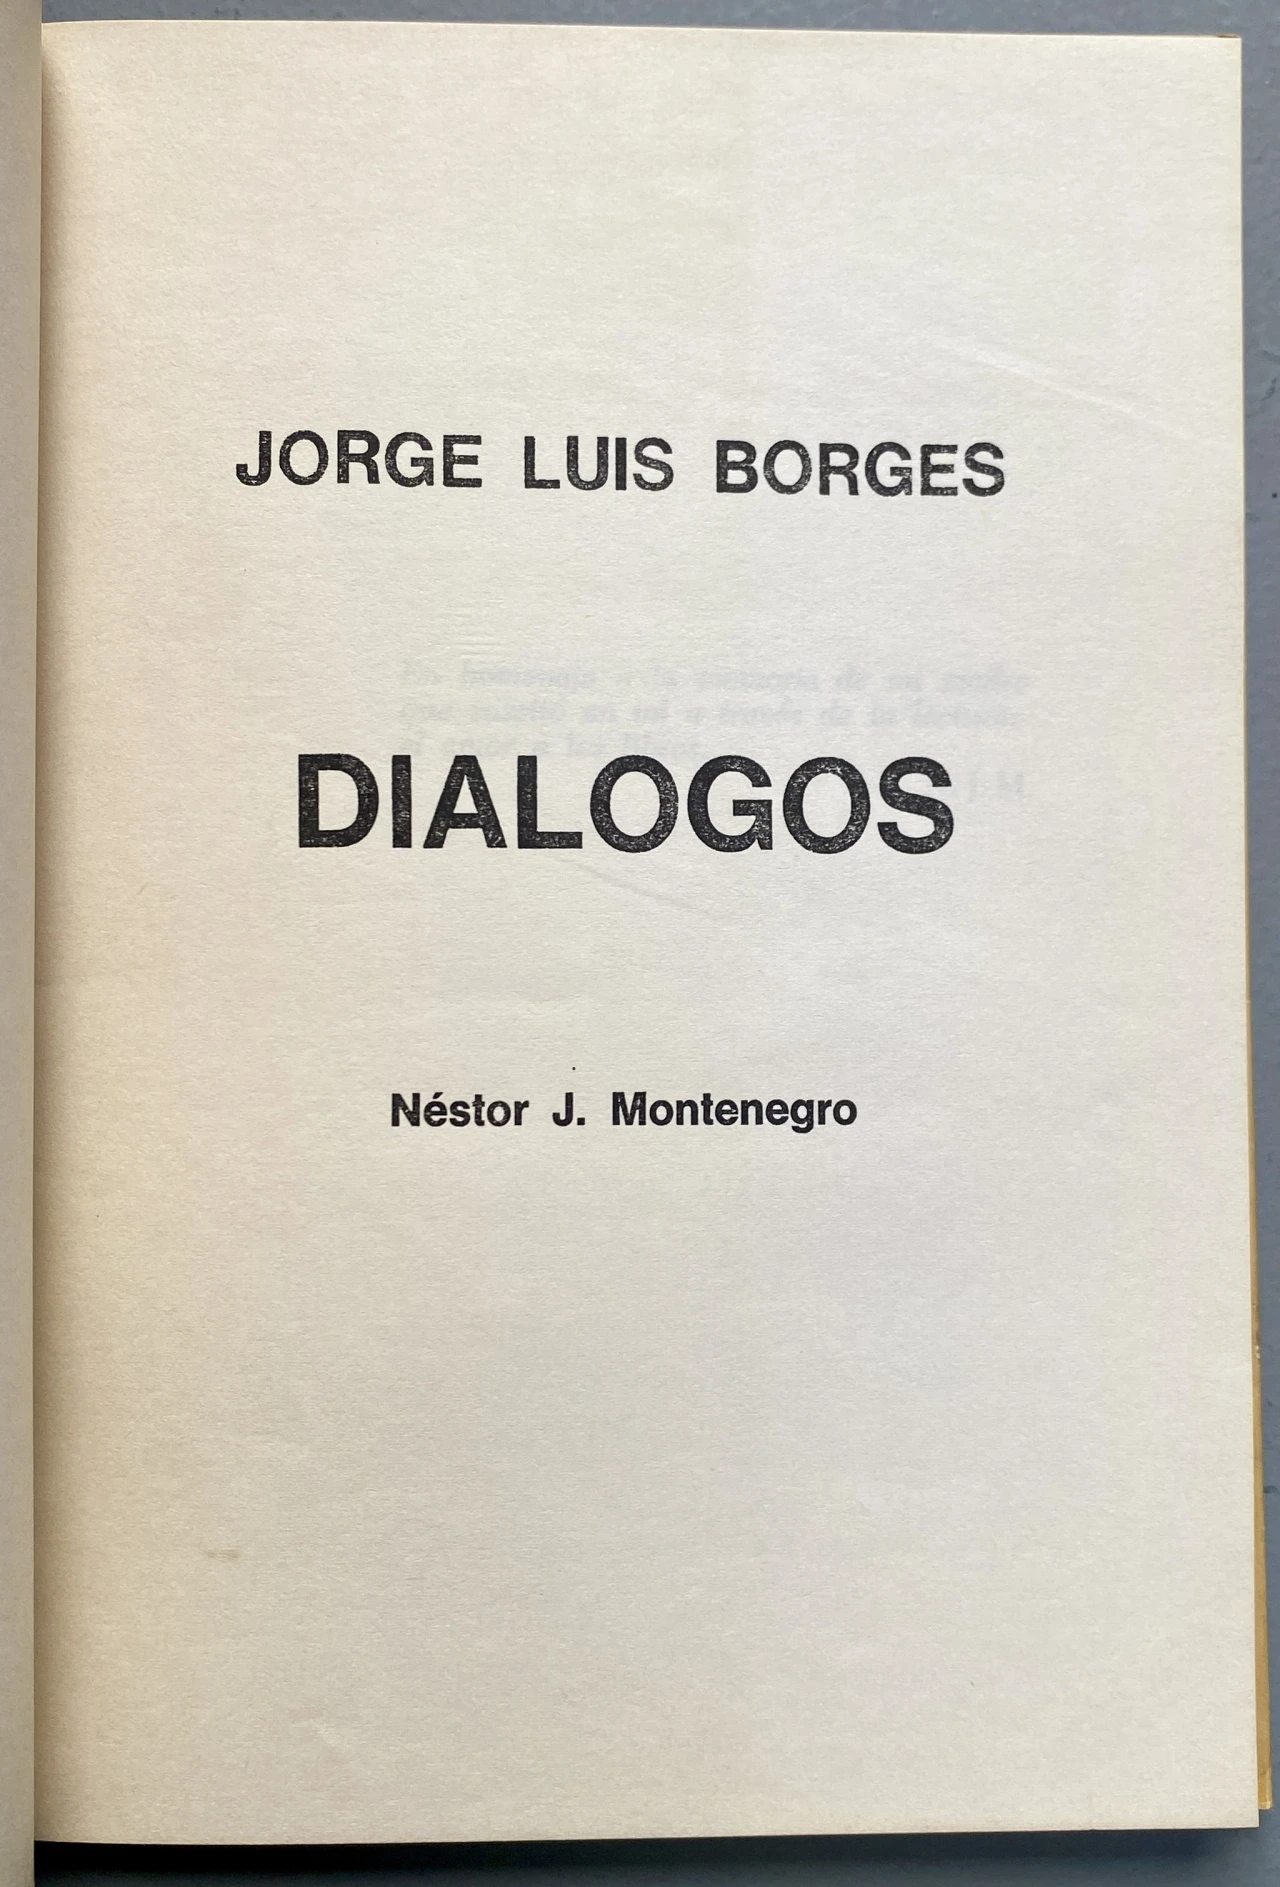 JORGE LUIS BORGES
DIALOGOS
Néstor J. Montenegro